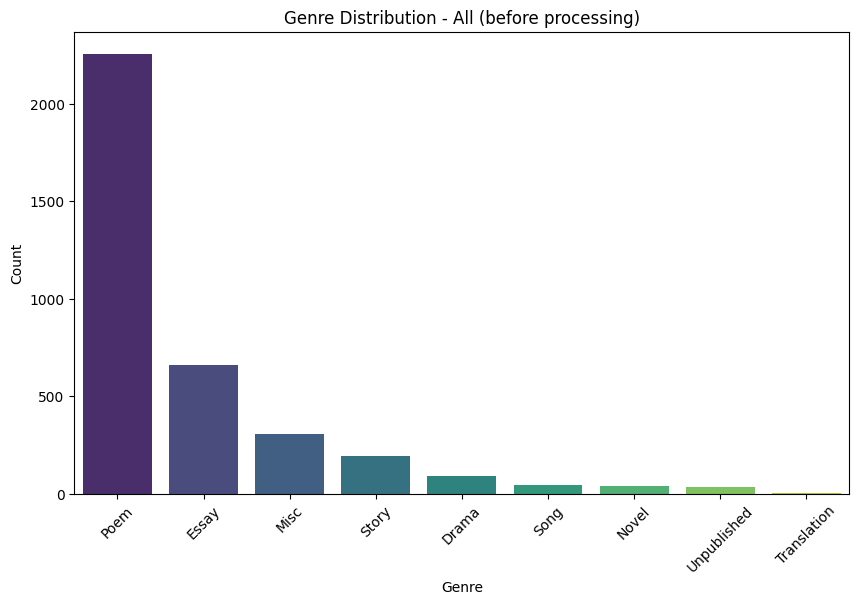 Genre Distribution - All (before processing)
Count
2000
1500
1000
500
0
Poem
Essay
Misc
Story
Drama
Song
Novel
Unpublished
Translation
Genre